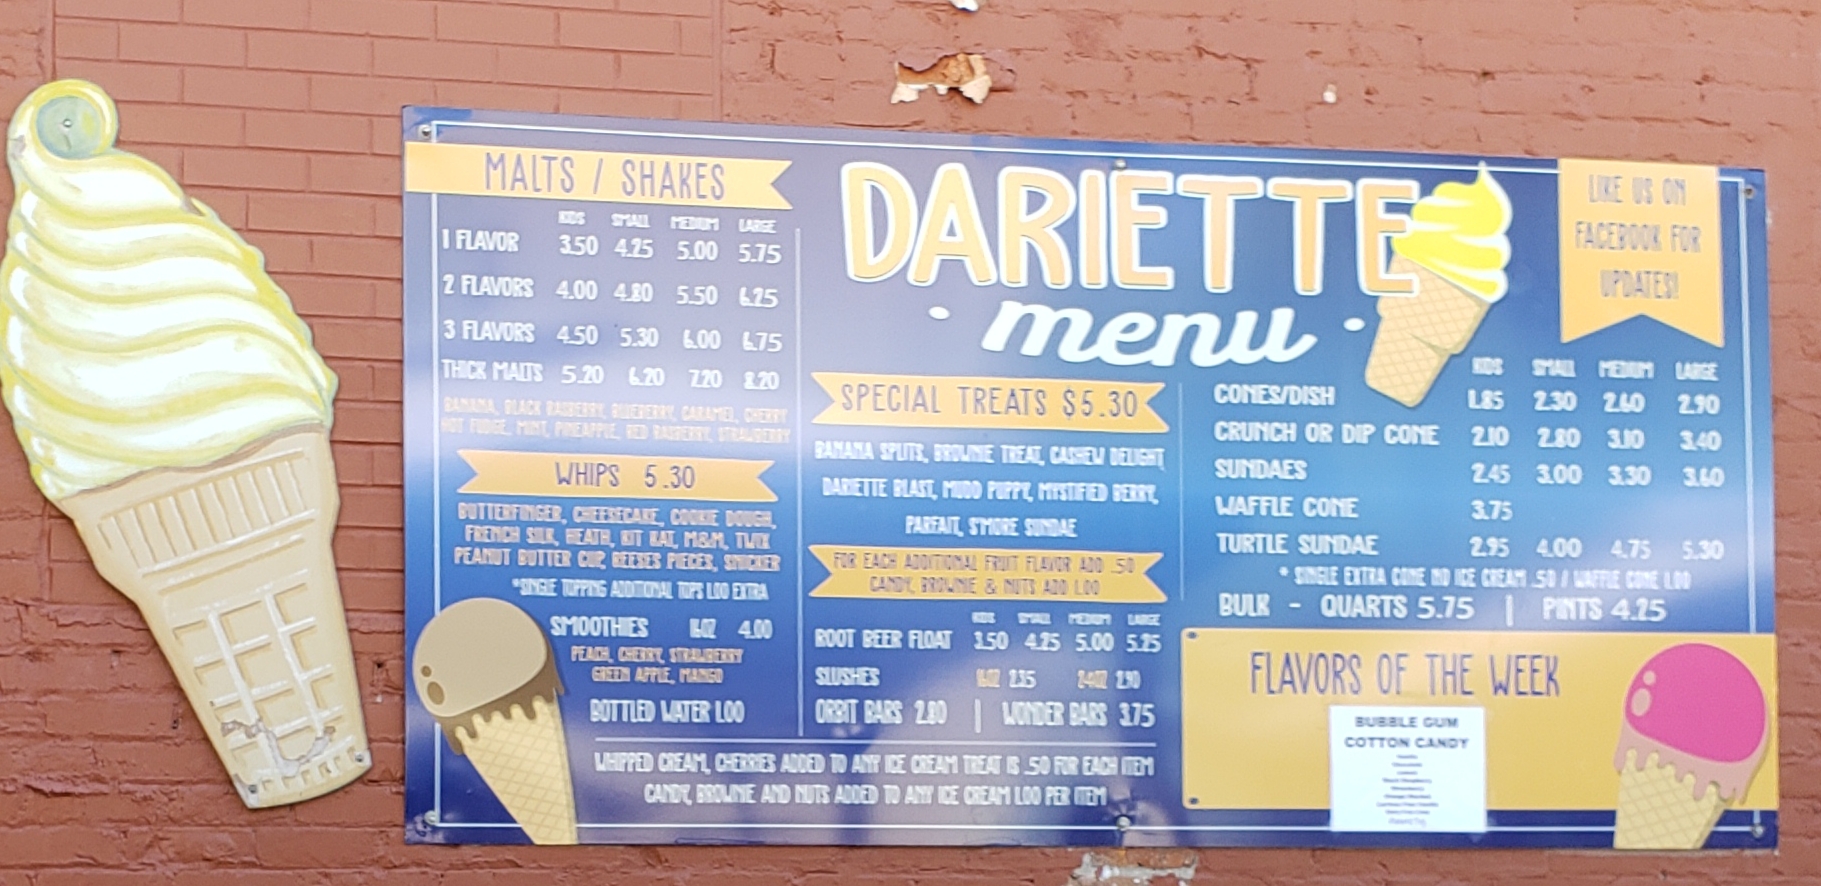 MALTS / SHAKES
KIDS SMALL MEDIUM LARGE
1 FLAVOR 3.50 4.25 5.00 5.75
2 FLAVORS 4.00 4.80 5.50 6.25
3 FLAVORS 4.50 5.30 6.00 6.75
THICK MALTS 5.20 6.20 7.20 8.20
BANANA, BLACK RASBERRY, BLUEBERRY, CARAMEL, CHERRY
HOT FUDGE, MINT, PINEAPPLE, RED RASBERRY, STRAWBERRY
WHIPS 5.30
BUTTERFINGER, CHEESECAKE, COOKIE DOUGH,
FRENCH SILK, HEATH, KIT KAT, M&M, TWIX
PEANUT BUTTER CUP, REESES PIECES, SNICKER
*SINGLE TOPPING ADDITIONAL TOPS 1.00 EXTRA
SMOOTHIES 16OZ 4.00
PEACH, CHERRY, STRAWBERRY
GREEN APPLE, MANGO
BOTTLED WATER 1.00
DARIETTE
• menu •
SPECIAL TREATS $5.30
BANANA SPLITS, BROWNIE TREAT, CASHEW DELIGHT
DARIETTE BLAST, MUDD PUPPY, MYSTIFIED BERRY,
PARFAIT, S'MORE SUNDAE
FOR EACH ADDITIONAL FRUIT FLAVOR ADD .50
CANDY, BROWNIE & NUTS ADD 1.00
KIDS SMALL MEDIUM LARGE
ROOT BEER FLOAT 3.50 4.25 5.00 5.25
SLUSHES 16OZ 2.35 24OZ 2.90
ORBIT BARS 2.80 | WONDER BARS 3.75
WHIPPED CREAM, CHERRIES ADDED TO ANY ICE CREAM TREAT IS .50 FOR EACH ITEM
CANDY, BROWNIE AND NUTS ADDED TO ANY ICE CREAM 1.00 PER ITEM
LIKE US ON
FACEBOOK FOR
UPDATES!
KIDS SMALL MEDIUM LARGE
CONES/DISH 1.85 2.30 2.60 2.90
CRUNCH OR DIP CONE 2.10 2.80 3.10 3.40
SUNDAES 2.45 3.00 3.30 3.60
WAFFLE CONE 3.75
TURTLE SUNDAE 2.95 4.00 4.75 5.30
* SINGLE EXTRA CONE NO ICE CREAM .50 / WAFFLE CONE 1.00
BULK - QUARTS 5.75 | PINTS 4.25
FLAVORS OF THE WEEK
BUBBLE GUM
COTTON CANDY